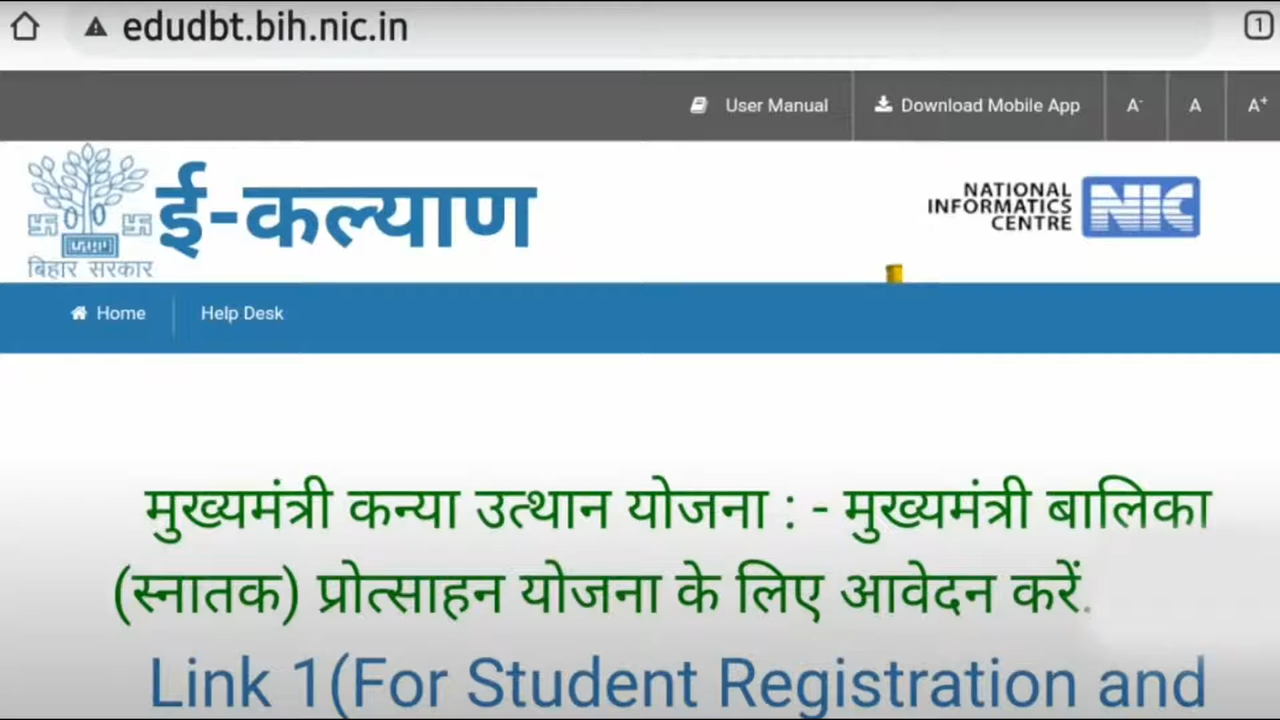 edudbt.bih.nic.in
1
User Manual
Download Mobile App
A-
A
A+
ई-कल्याण
बिहार सरकार
NATIONAL
INFORMATICS
CENTRE
NIC
Home
Help Desk
मुख्यमंत्री कन्या उत्थान योजना : - मुख्यमंत्री बालिका
(स्नातक) प्रोत्साहन योजना के लिए आवेदन करें.
Link 1(For Student Registration and